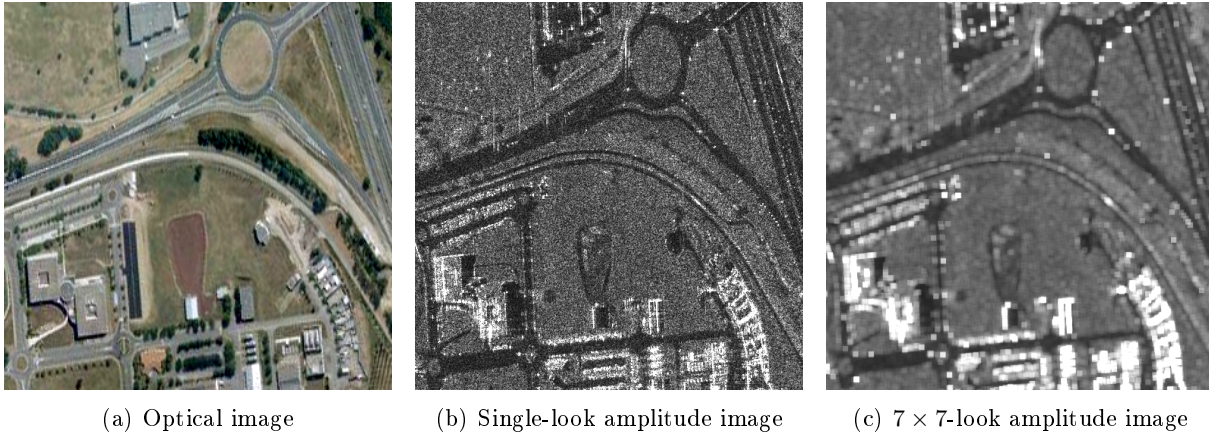 (a) Optical image
(b) Single-look amplitude image
(c) 7 × 7-look amplitude image